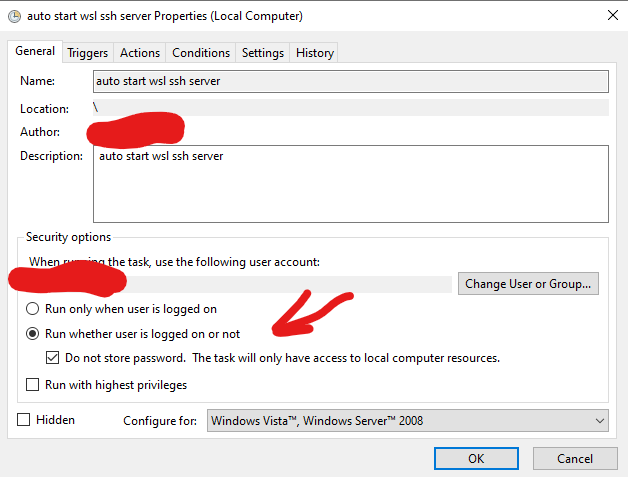 auto start wsl ssh server Properties (Local Computer)
General Triggers Actions Conditions Settings History
Name: auto start wsl ssh server
Location: \
Author:
Description: auto start wsl ssh server
Security options
When running the task, use the following user account:
Change User or Group...
Run only when user is logged on
Run whether user is logged on or not
Do not store password. The task will only have access to local computer resources.
Run with highest privileges
Hidden Configure for: Windows Vista™, Windows Server™ 2008
OK Cancel